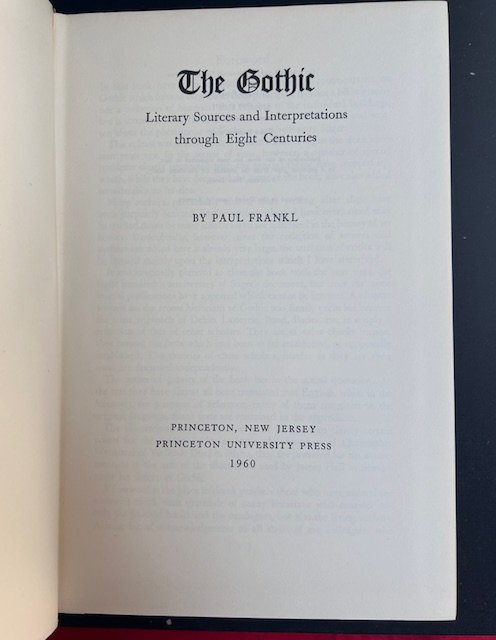 The Gothic
Literary Sources and Interpretations
through Eight Centuries
BY PAUL FRANKL
PRINCETON, NEW JERSEY
PRINCETON UNIVERSITY PRESS
1960